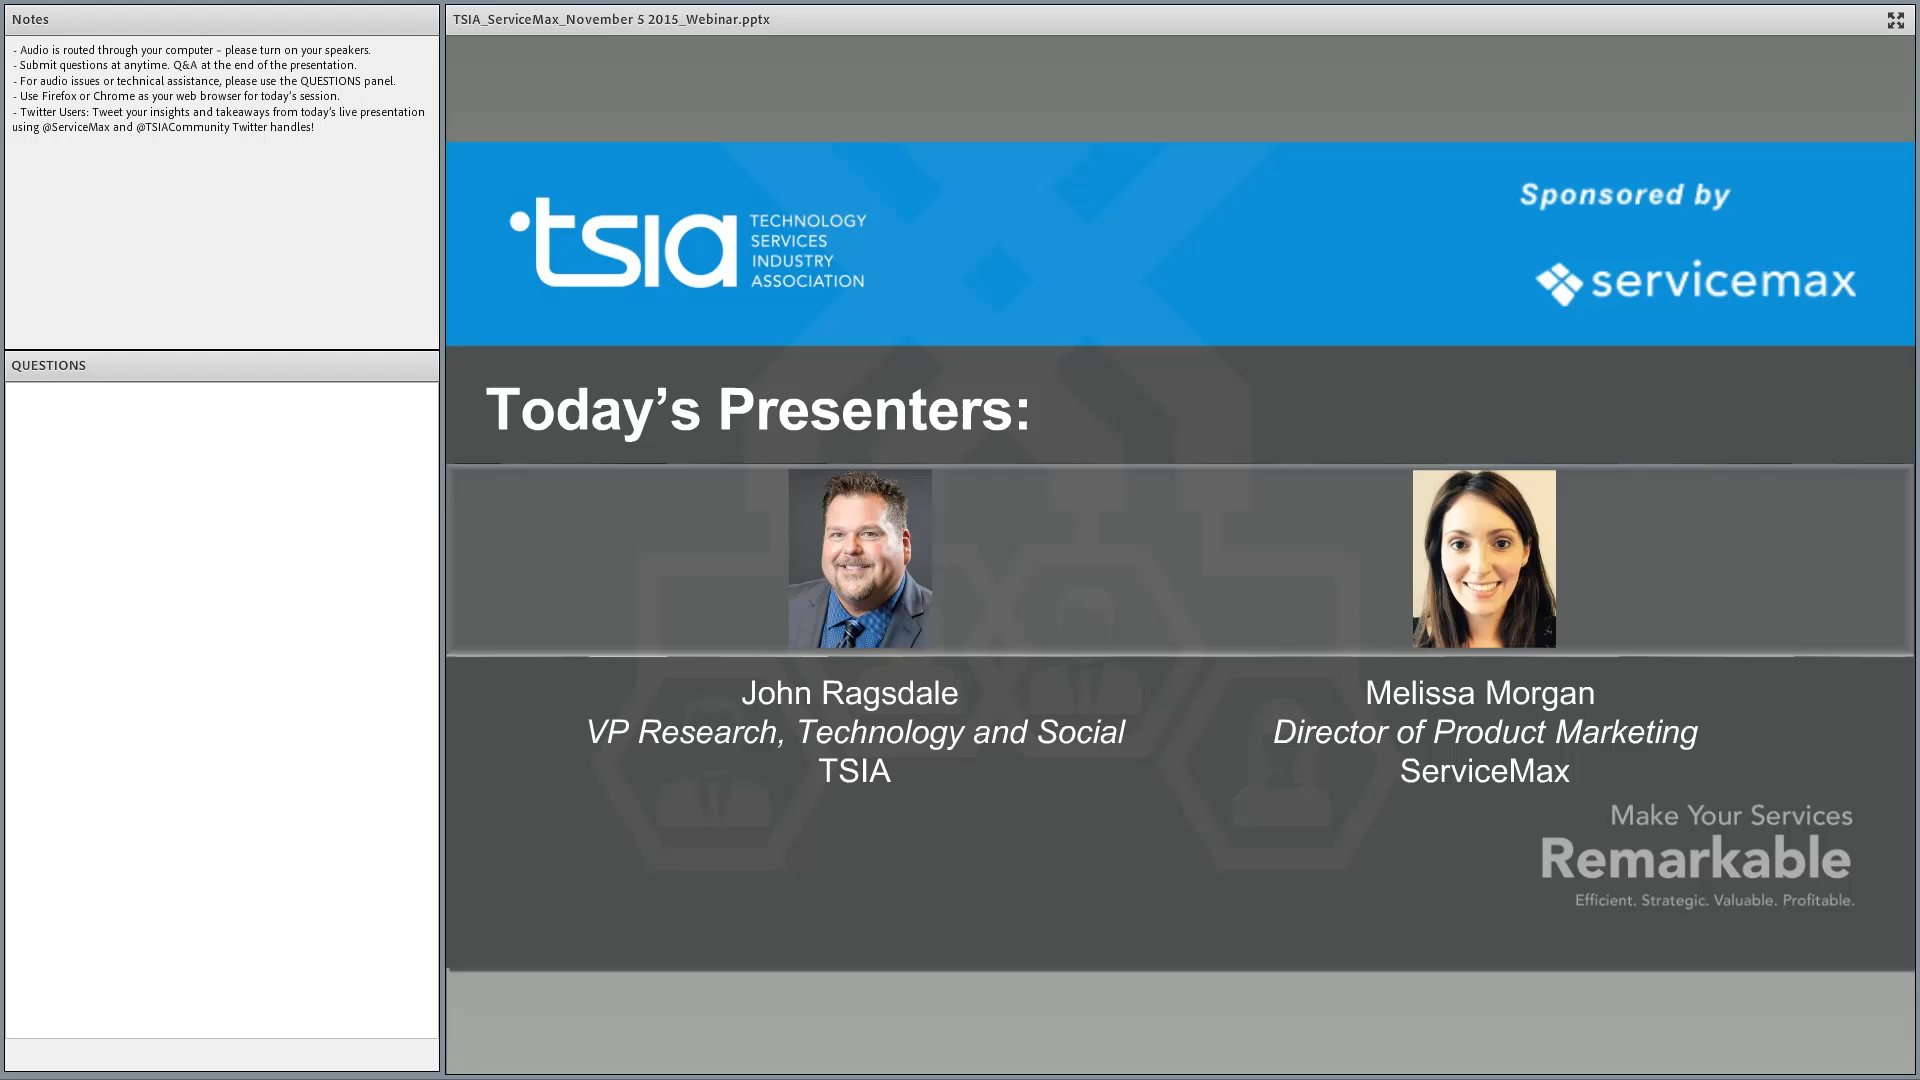 Notes
- Audio is routed through your computer – please turn on your speakers.
- Submit questions at anytime. Q&A at the end of the presentation.
- For audio issues or technical assistance, please use the QUESTIONS panel.
- Use Firefox or Chrome as your web browser for today's session.
- Twitter Users: Tweet your insights and takeaways from today's live presentation
using @ServiceMax and @TSIACommunity Twitter handles!
QUESTIONS
TSIA_ServiceMax_November 5 2015_Webinar.pptx
tsia
TECHNOLOGY
SERVICES
INDUSTRY
ASSOCIATION
Sponsored by
servicemax
Today’s Presenters:
John Ragsdale
VP Research, Technology and Social
TSIA
Melissa Morgan
Director of Product Marketing
ServiceMax
Make Your Services
Remarkable
Efficient. Strategic. Valuable. Profitable.